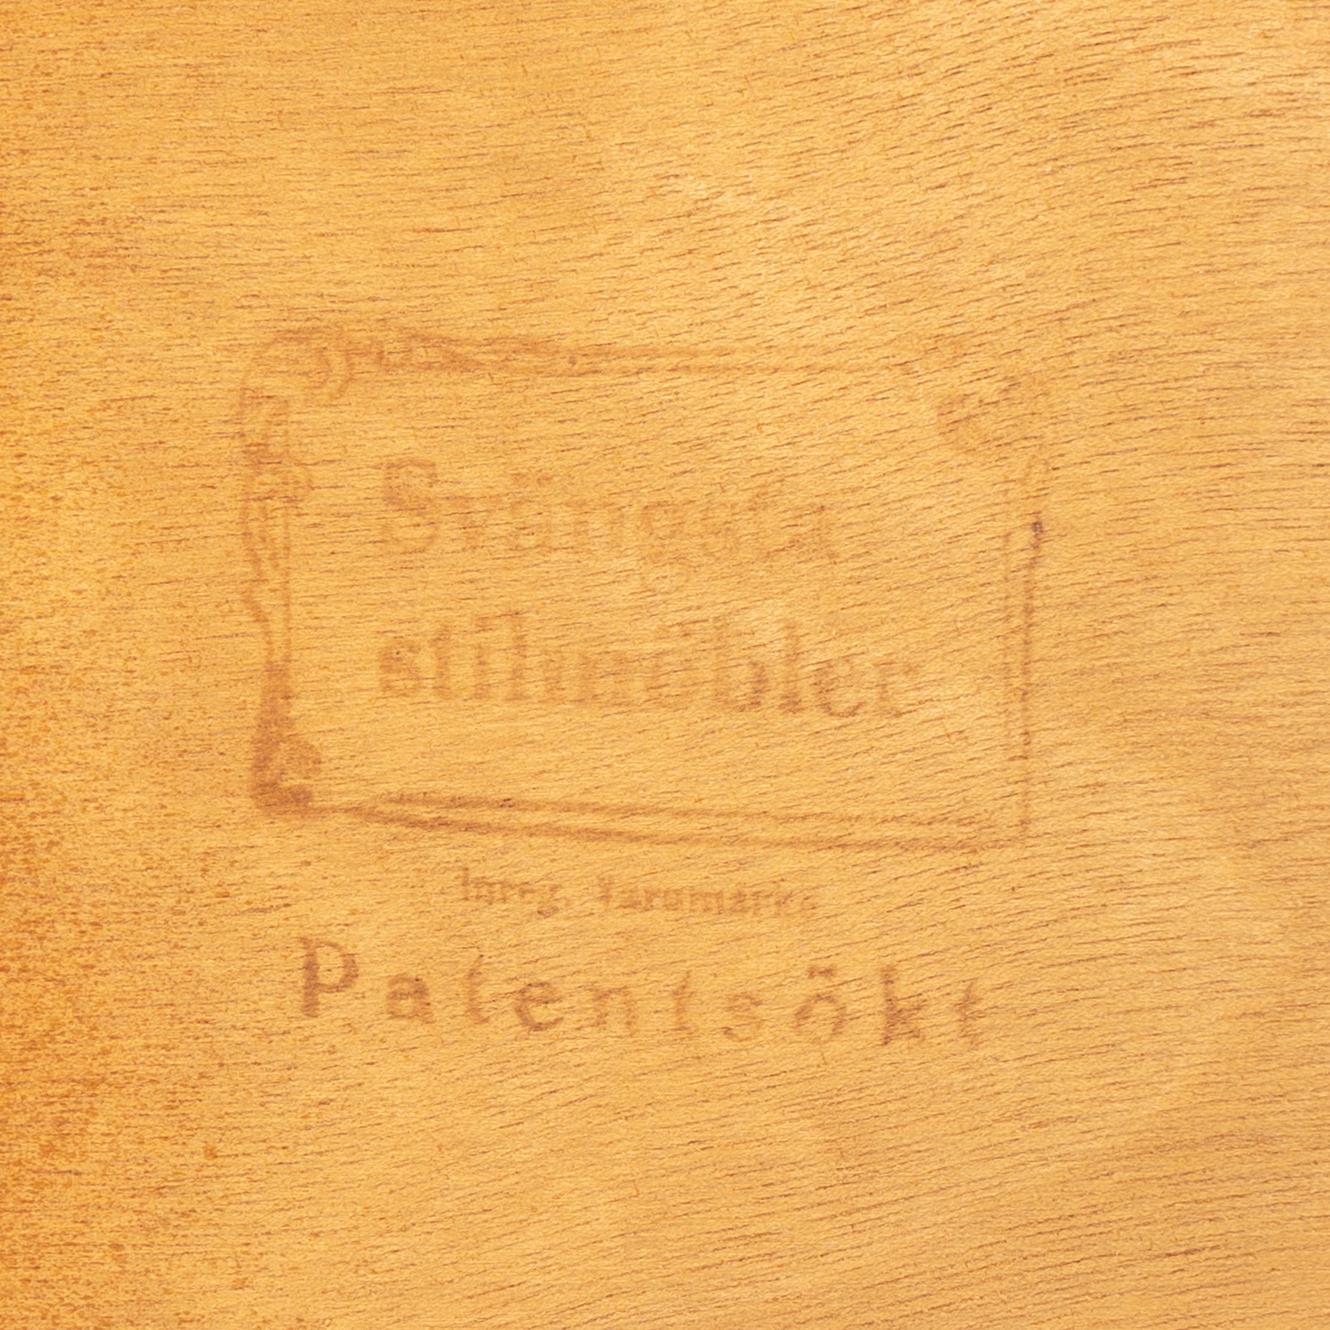 Svängsta
stilmöbler
Inreg. Varumärke
Patentsökt